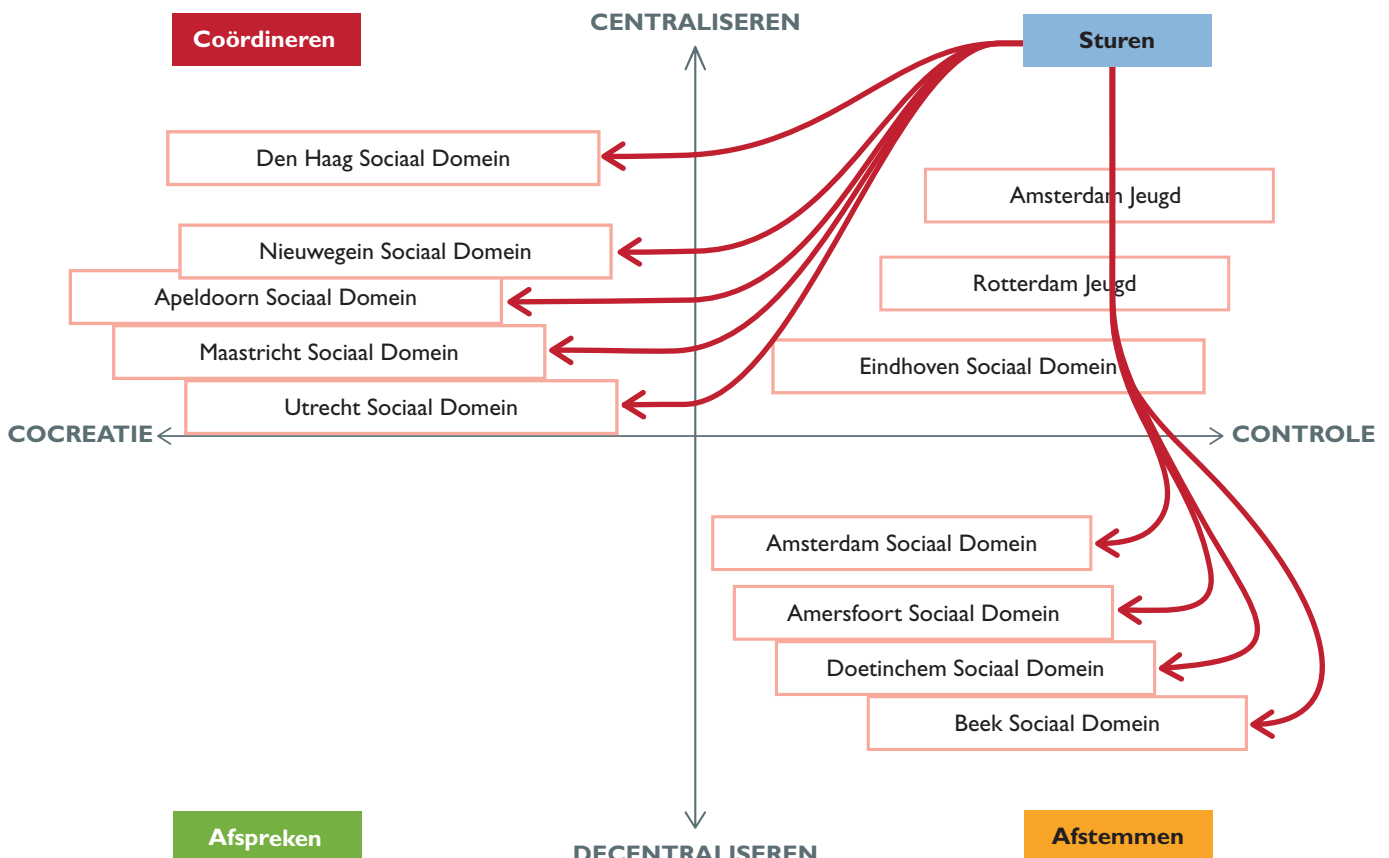 CENTRALISEREN
Coördineren
Sturen
Den Haag Sociaal Domein
Amsterdam Jeugd
Nieuwegein Sociaal Domein
Rotterdam Jeugd
Apeldoorn Sociaal Domein
Maastricht Sociaal Domein
Eindhoven Sociaal Domein
Utrecht Sociaal Domein
COCREATIE
CONTROLE
Amsterdam Sociaal Domein
Amersfoort Sociaal Domein
Doetinchem Sociaal Domein
Beek Sociaal Domein
Afspreken
Afstemmen
DECENTRALISEREN